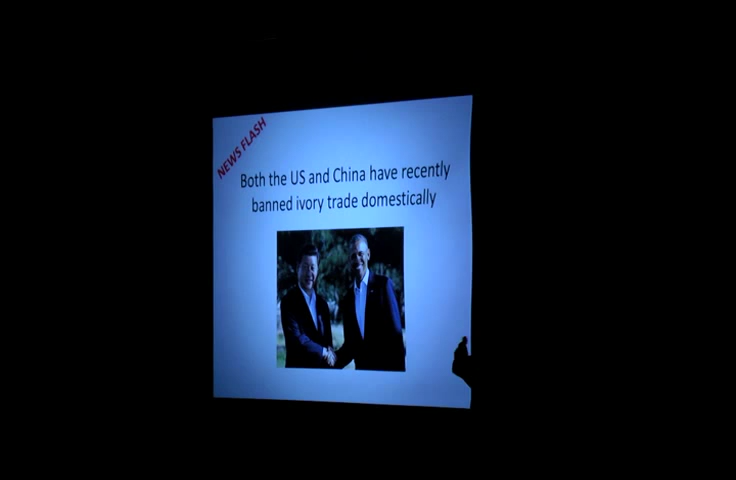 NEWS FLASH
Both the US and China have recently
banned ivory trade domestically